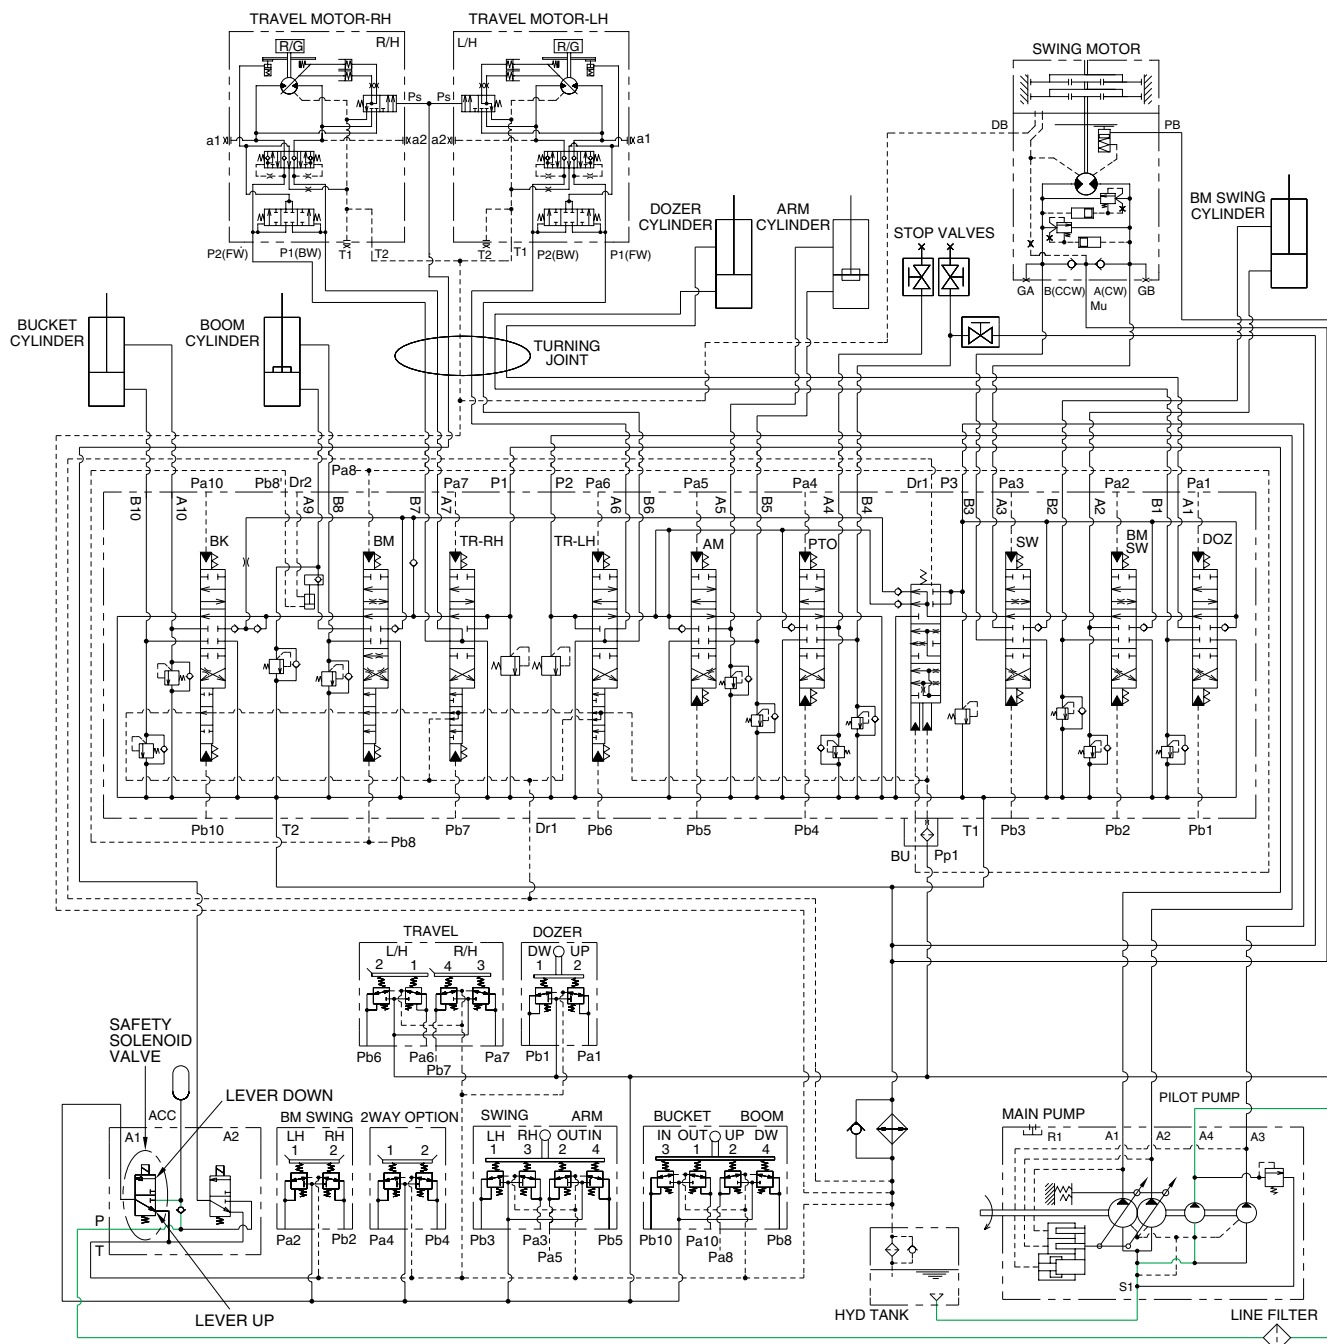 TRAVEL MOTOR-RH
TRAVEL MOTOR-LH
R/G
R/H
L/H
R/G
SWING MOTOR
Ps
Ps
DB
PB
a1
a2
a2
a1
DOZER
CYLINDER
ARM
CYLINDER
BM SWING
CYLINDER
STOP VALVES
P2(FW)
P1(BW)
T1
T2
T2
T1
P2(BW)
P1(FW)
GA
B(CCW)
A(CW)
GB
Mu
BUCKET
CYLINDER
BOOM
CYLINDER
TURNING
JOINT
Pa10
Pb8'
Dr2
Pa8
Pa7
P1
P2
Pa6
Pa5
Pa4
Dr1
P3
Pa3
Pa2
Pa1
B10
A10
A9
B8
B7
A7
A6
B6
A5
B5
A4
B4
B3
A3
B2
A2
B1
A1
BK
BM
TR-RH
TR-LH
AM
PTO
SW
BM
SW
DOZ
Pb10
T2
Pb8
Pb7
Dr1
Pb6
Pb5
Pb4
BU
Pp1
T1
Pb3
Pb2
Pb1
TRAVEL
L/H
R/H
2
1
4
3
Pb6
Pa6
Pb7
Pa7
DOZER
DW
UP
1
2
Pb1
Pa1
SAFETY
SOLENOID
VALVE
LEVER DOWN
ACC
A1
A2
P
T
LEVER UP
BM SWING
LH
RH
1
2
Pa2
Pb2
2WAY OPTION
1
2
Pa4
Pb4
SWING
ARM
LH
RH
OUT
IN
1
3
2
4
Pb3
Pa3
Pa5
Pb5
BUCKET
BOOM
IN
OUT
UP
DW
3
1
2
4
Pb10
Pa10
Pa8
Pb8
MAIN PUMP
PILOT PUMP
R1
A1
A2
A4
A3
S1
HYD TANK
LINE FILTER